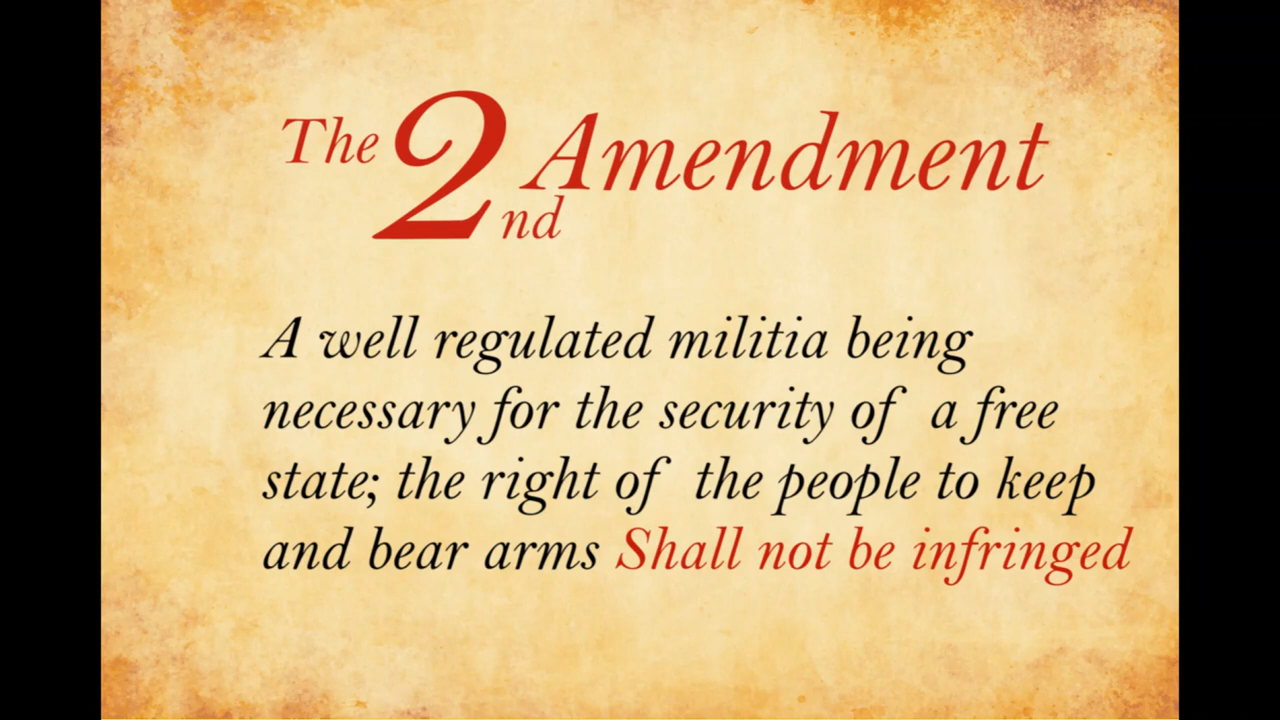 The 2nd Amendment
A well regulated militia being
necessary for the security of a free
state; the right of the people to keep
and bear arms Shall not be infringed